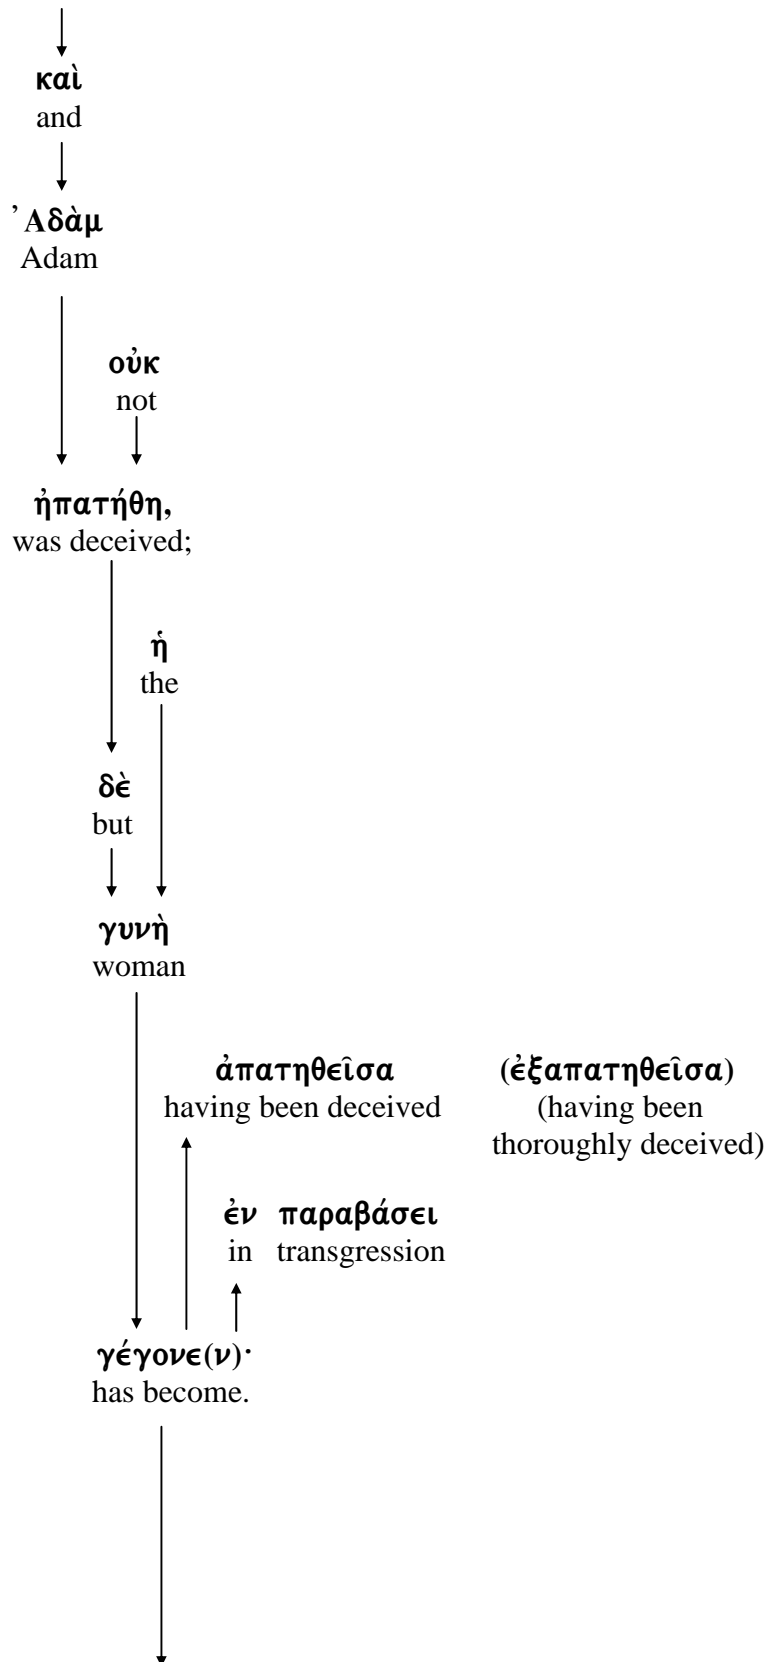 καὶ
and
Ἀδὰμ
Adam
οὐκ
not
ἠπατήθη,
was deceived;
ἡ
the
δὲ
but
γυνὴ
woman
ἀπατηθεῖσα (ἐξαπατηθεῖσα)
having been deceived (having been
thoroughly deceived)
ἐν παραβάσει
in transgression
γέγονε(ν)·
has become.